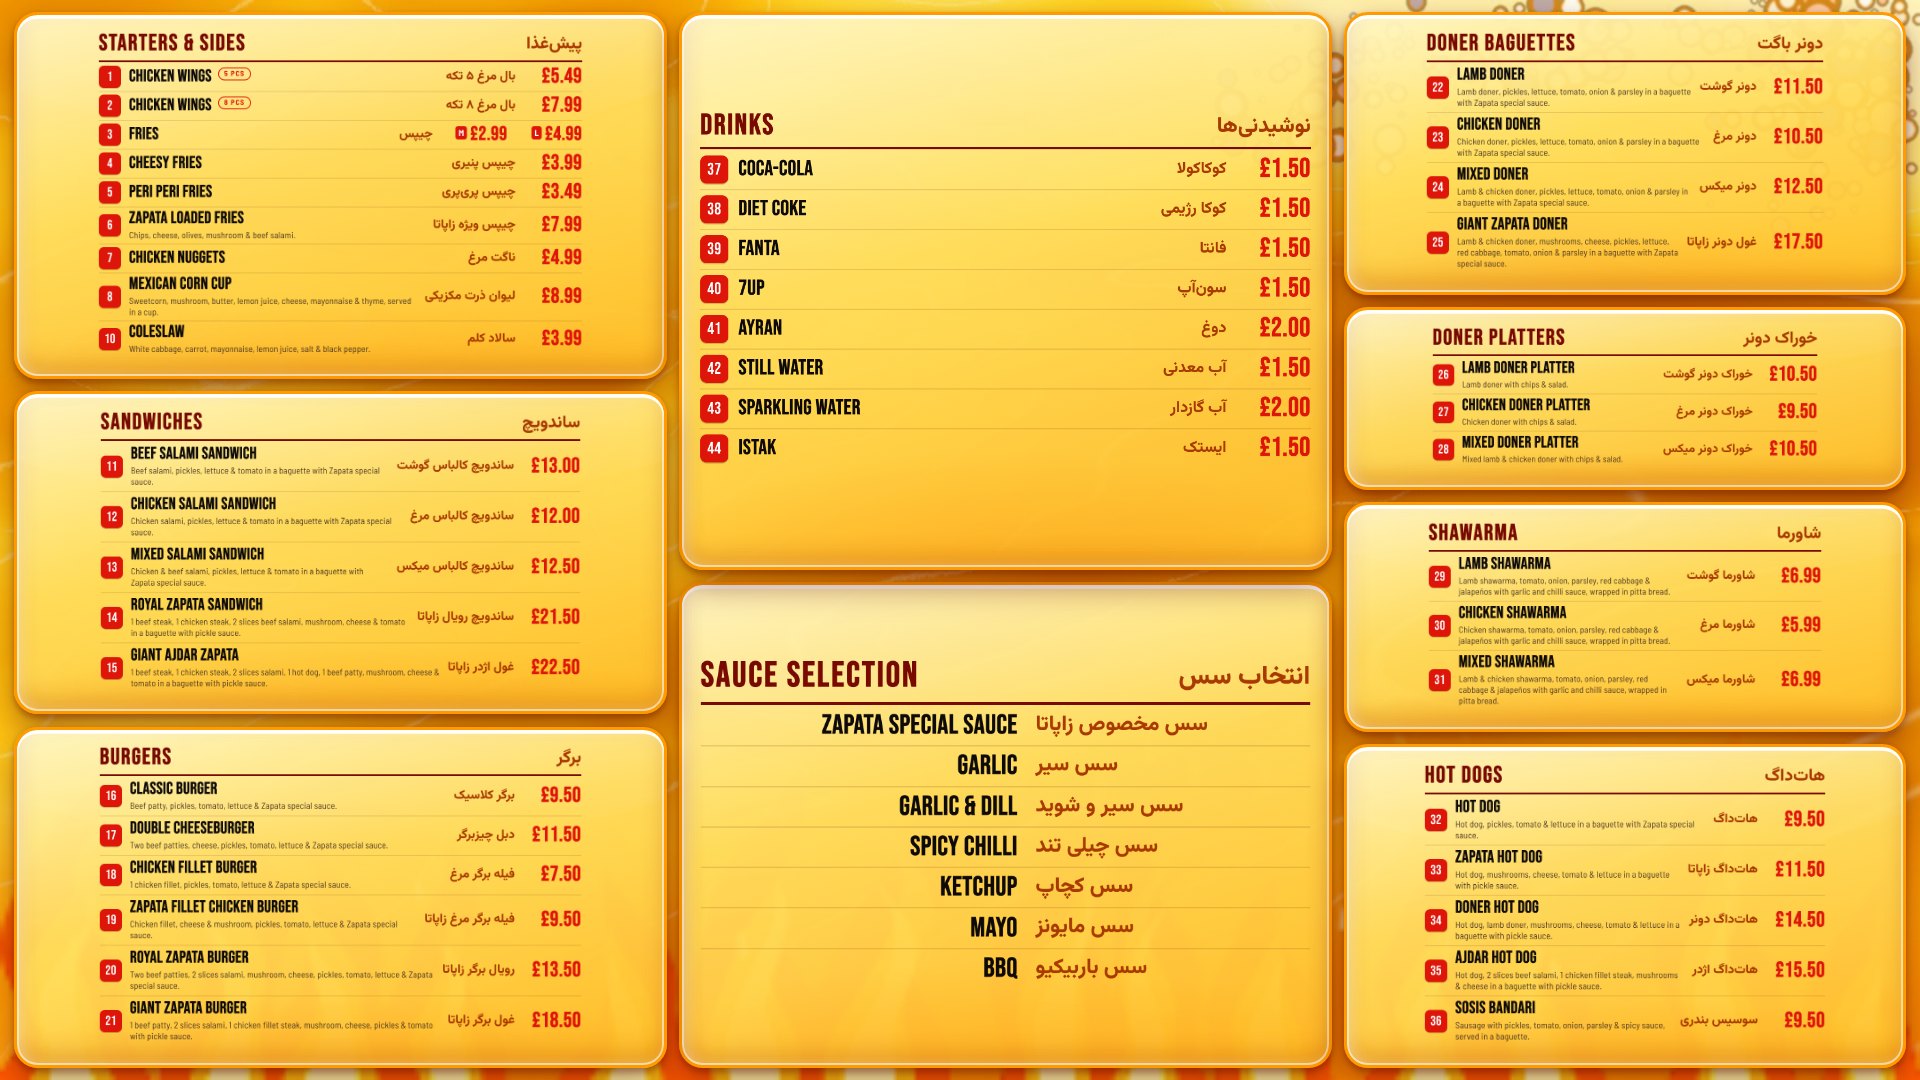 STARTERS & SIDES پیش‌غذا
1 CHICKEN WINGS 5 PCS بال مرغ ۵ تکه £5.49
2 CHICKEN WINGS 8 PCS بال مرغ ۸ تکه £7.99
3 FRIES چیپس M £2.99 L £4.99
4 CHEESY FRIES چیپس پنیری £3.99
5 PERI PERI FRIES چیپس پری‌پری £3.49
6 ZAPATA LOADED FRIES چیپس ویژه زاپاتا £7.99
Chips, cheese, olives, mushroom & beef salami.
7 CHICKEN NUGGETS ناگت مرغ £4.99
8 MEXICAN CORN CUP لیوان ذرت مکزیکی £8.99
Sweetcorn, mushroom, butter, lemon juice, cheese, mayonnaise & thyme, served
in a cup.
10 COLESLAW سالاد کلم £3.99
White cabbage, carrot, mayonnaise, lemon juice, salt & black pepper.
SANDWICHES ساندویچ
11 BEEF SALAMI SANDWICH ساندویچ کالباس گوشت £13.00
Beef salami, pickles, lettuce & tomato in a baguette with Zapata special
sauce.
12 CHICKEN SALAMI SANDWICH ساندویچ کالباس مرغ £12.00
Chicken salami, pickles, lettuce & tomato in a baguette with Zapata special
sauce.
13 MIXED SALAMI SANDWICH ساندویچ کالباس میکس £12.50
Chicken & beef salami, pickles, lettuce & tomato in a baguette with
Zapata special sauce.
14 ROYAL ZAPATA SANDWICH ساندویچ رویال زاپاتا £21.50
1 beef steak, 1 chicken steak, 2 slices beef salami, mushroom, cheese & tomato
in a baguette with pickle sauce.
15 GIANT AJDAR ZAPATA غول اژدر زاپاتا £22.50
1 beef steak, 1 chicken steak, 2 slices salami, 1 hot dog, 1 beef patty, mushroom, cheese &
tomato in a baguette with pickle sauce.
BURGERS برگر
16 CLASSIC BURGER برگر کلاسیک £9.50
Beef patty, pickles, tomato, lettuce & Zapata special sauce.
17 DOUBLE CHEESEBURGER دبل چیزبرگر £11.50
Two beef patties, cheese, pickles, tomato, lettuce & Zapata special sauce.
18 CHICKEN FILLET BURGER فیله برگر مرغ £7.50
1 chicken fillet, pickles, tomato, lettuce & Zapata special sauce.
19 ZAPATA FILLET CHICKEN BURGER فیله برگر مرغ زاپاتا £9.50
Chicken fillet, cheese & mushroom, pickles, tomato, lettuce & Zapata special
sauce.
20 ROYAL ZAPATA BURGER رویال برگر زاپاتا £13.50
Two beef patties, 2 slices salami, mushroom, cheese, pickles, tomato, lettuce & Zapata
special sauce.
21 GIANT ZAPATA BURGER غول برگر زاپاتا £18.50
1 beef patty, 2 slices salami, 1 chicken fillet steak, mushroom, cheese, pickles & tomato
with pickle sauce.
DRINKS نوشیدنی‌ها
37 COCA-COLA کوکاکولا £1.50
38 DIET COKE کوکا رژیمی £1.50
39 FANTA فانتا £1.50
40 7UP سون‌آپ £1.50
41 AYRAN دوغ £2.00
42 STILL WATER آب معدنی £1.50
43 SPARKLING WATER آب گازدار £2.00
44 ISTAK ایستک £1.50
SAUCE SELECTION انتخاب سس
ZAPATA SPECIAL SAUCE سس مخصوص زاپاتا
GARLIC سس سیر
GARLIC & DILL سس سیر و شوید
SPICY CHILLI سس چیلی تند
KETCHUP سس کچاپ
MAYO سس مایونز
BBQ سس باربیکیو
DONER BAGUETTES دونر باگت
22 LAMB DONER دونر گوشت £11.50
Lamb doner, pickles, lettuce, tomato, onion & parsley in a baguette
with Zapata special sauce.
23 CHICKEN DONER دونر مرغ £10.50
Chicken doner, pickles, lettuce, tomato, onion & parsley in a baguette
with Zapata special sauce.
24 MIXED DONER دونر میکس £12.50
Lamb & chicken doner, pickles, lettuce, tomato, onion & parsley in
a baguette with Zapata special sauce.
25 GIANT ZAPATA DONER غول دونر زاپاتا £17.50
Lamb & chicken doner, mushrooms, cheese, pickles, lettuce,
red cabbage, tomato, onion & parsley in a baguette with Zapata
special sauce.
DONER PLATTERS خوراک دونر
26 LAMB DONER PLATTER خوراک دونر گوشت £10.50
Lamb doner with chips & salad.
27 CHICKEN DONER PLATTER خوراک دونر مرغ £9.50
Chicken doner with chips & salad.
28 MIXED DONER PLATTER خوراک دونر میکس £10.50
Mixed lamb & chicken doner with chips & salad.
SHAWARMA شاورما
29 LAMB SHAWARMA شاورما گوشت £6.99
Lamb shawarma, tomato, onion, parsley, red cabbage &
jalapeños with garlic and chilli sauce, wrapped in pitta bread.
30 CHICKEN SHAWARMA شاورما مرغ £5.99
Chicken shawarma, tomato, onion, parsley, red cabbage &
jalapeños with garlic and chilli sauce, wrapped in pitta bread.
31 MIXED SHAWARMA شاورما میکس £6.99
Lamb & chicken shawarma, tomato, onion, parsley, red
cabbage & jalapeños with garlic and chilli sauce, wrapped in
pitta bread.
HOT DOGS هات‌داگ
32 HOT DOG هات‌داگ £9.50
Hot dog, pickles, tomato & lettuce in a baguette with Zapata special
sauce.
33 ZAPATA HOT DOG هات‌داگ زاپاتا £11.50
Hot dog, mushrooms, cheese, tomato & lettuce in a baguette
with pickle sauce.
34 DONER HOT DOG هات‌داگ دونر £14.50
Hot dog, lamb doner, mushrooms, cheese, tomato & lettuce in a
baguette with pickle sauce.
35 AJDAR HOT DOG هات‌داگ اژدر £15.50
Hot dog, 2 slices beef salami, 1 chicken fillet steak, mushrooms
& cheese in a baguette with pickle sauce.
36 SOSIS BANDARI سوسیس بندری £9.50
Sausage with pickles, tomato, onion, parsley & spicy sauce,
served in a baguette.